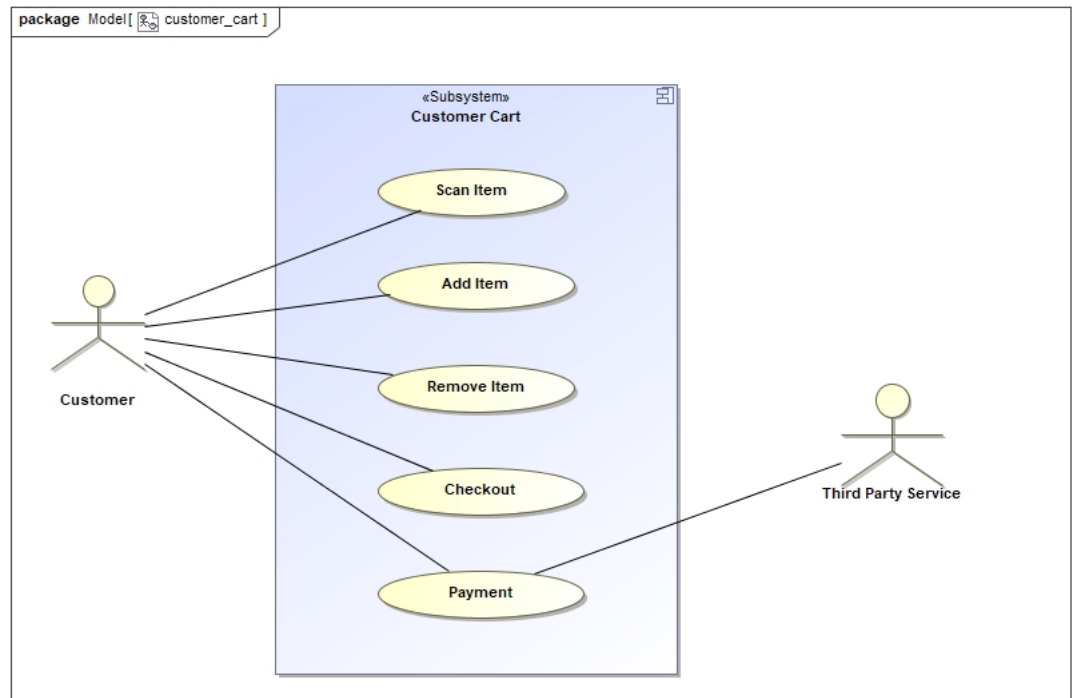 package Model[ customer_cart ]
«Subsystem»
Customer Cart
Scan Item
Add Item
Remove Item
Customer
Checkout
Third Party Service
Payment